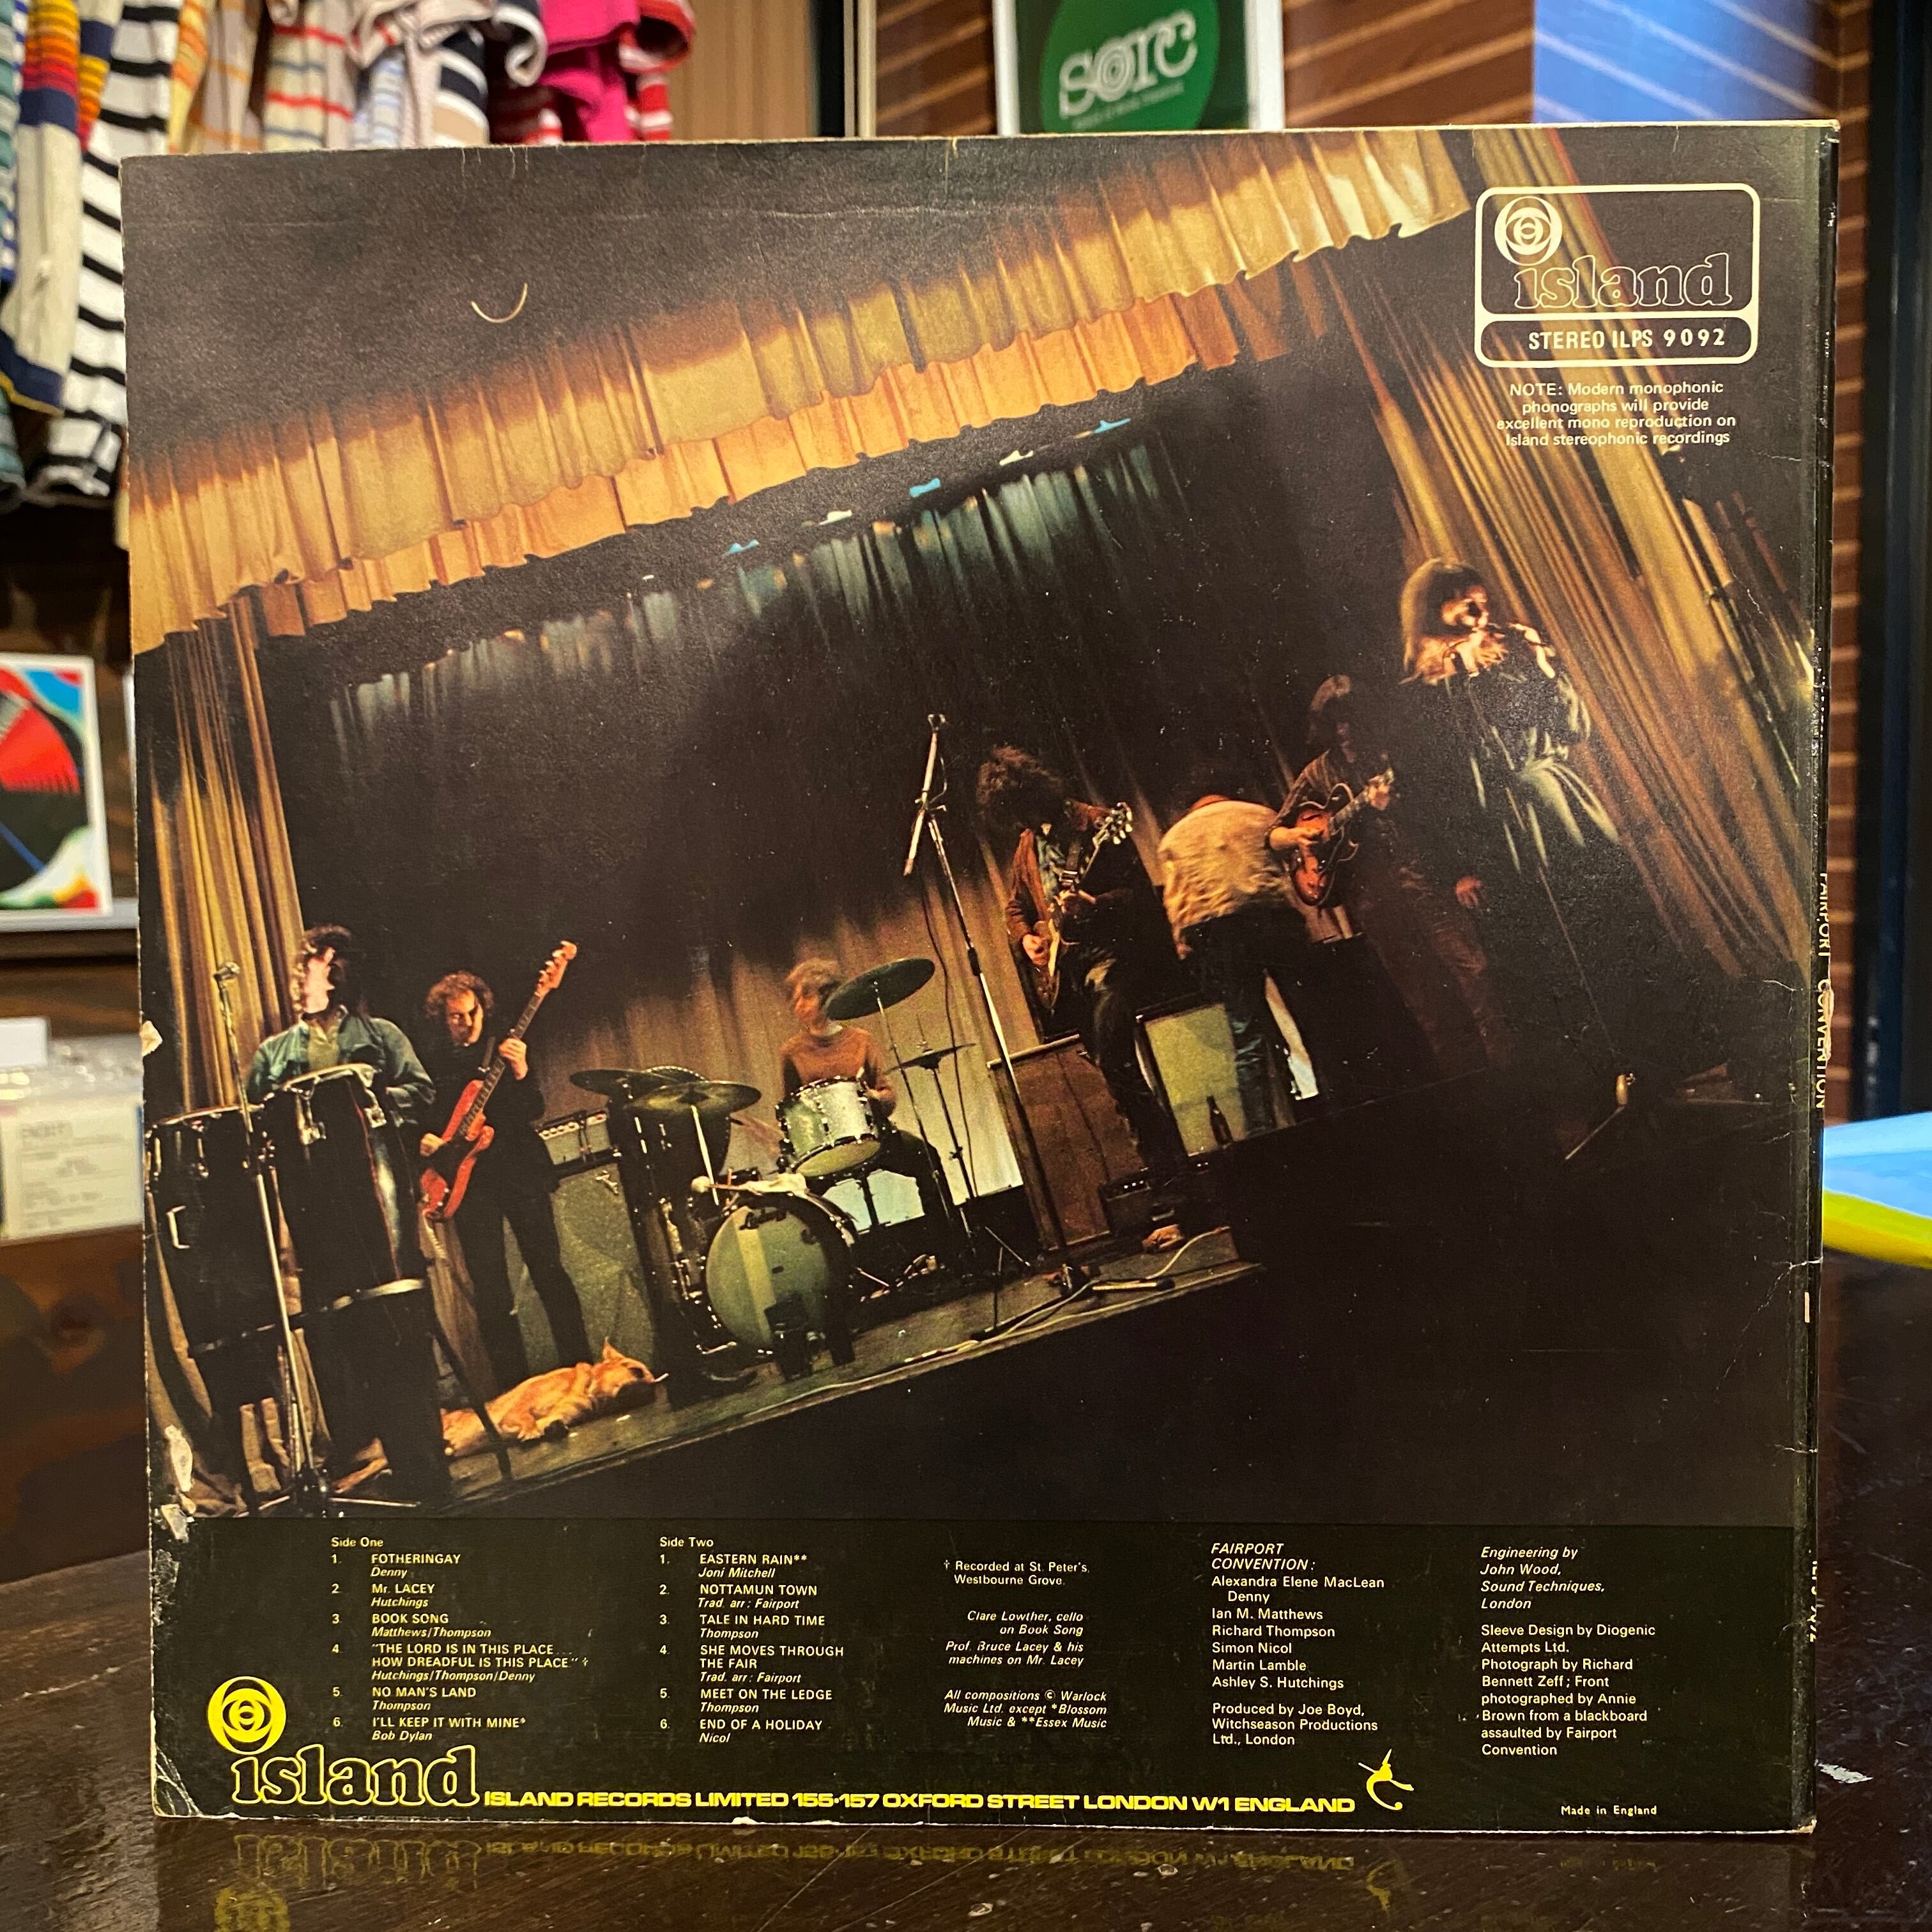 sorc
island
STEREO ILPS 9092
NOTE: Modern monophonic
phonographs will provide
excellent mono reproduction on
Island stereophonic recordings
FAIRPORT CONVENTION
Side One
1. FOTHERINGAY
Denny
2. Mr. LACEY
Hutchings
3. BOOK SONG
Matthews/Thompson
4. "THE LORD IS IN THIS PLACE....
HOW DREADFUL IS THIS PLACE" †
Hutchings/Thompson/Denny
5. NO MAN'S LAND
Thompson
6. I'LL KEEP IT WITH MINE*
Bob Dylan
Side Two
1. EASTERN RAIN**
Joni Mitchell
2. NOTTAMUN TOWN
Trad. arr: Fairport
3. TALE IN HARD TIME
Thompson
4. SHE MOVES THROUGH
THE FAIR
Trad. arr: Fairport
5. MEET ON THE LEDGE
Thompson
6. END OF A HOLIDAY
Nicol
† Recorded at St. Peter's,
Westbourne Grove.
Clare Lowther, cello
on Book Song
Prof. Bruce Lacey & his
machines on Mr. Lacey
All compositions © Warlock
Music Ltd. except *Blossom
Music & **Essex Music
FAIRPORT
CONVENTION:
Alexandra Elene MacLean
Denny
Ian M. Matthews
Richard Thompson
Simon Nicol
Martin Lamble
Ashley S. Hutchings
Produced by Joe Boyd,
Witchseason Productions
Ltd., London
Engineering by
John Wood,
Sound Techniques,
London
Sleeve Design by Diogenic
Attempts Ltd.
Photograph by Richard
Bennett Zeff; Front
photographed by Annie
Brown from a blackboard
assaulted by Fairport
Convention
island
ISLAND RECORDS LIMITED 155·157 OXFORD STREET LONDON W1 ENGLAND
Made in England